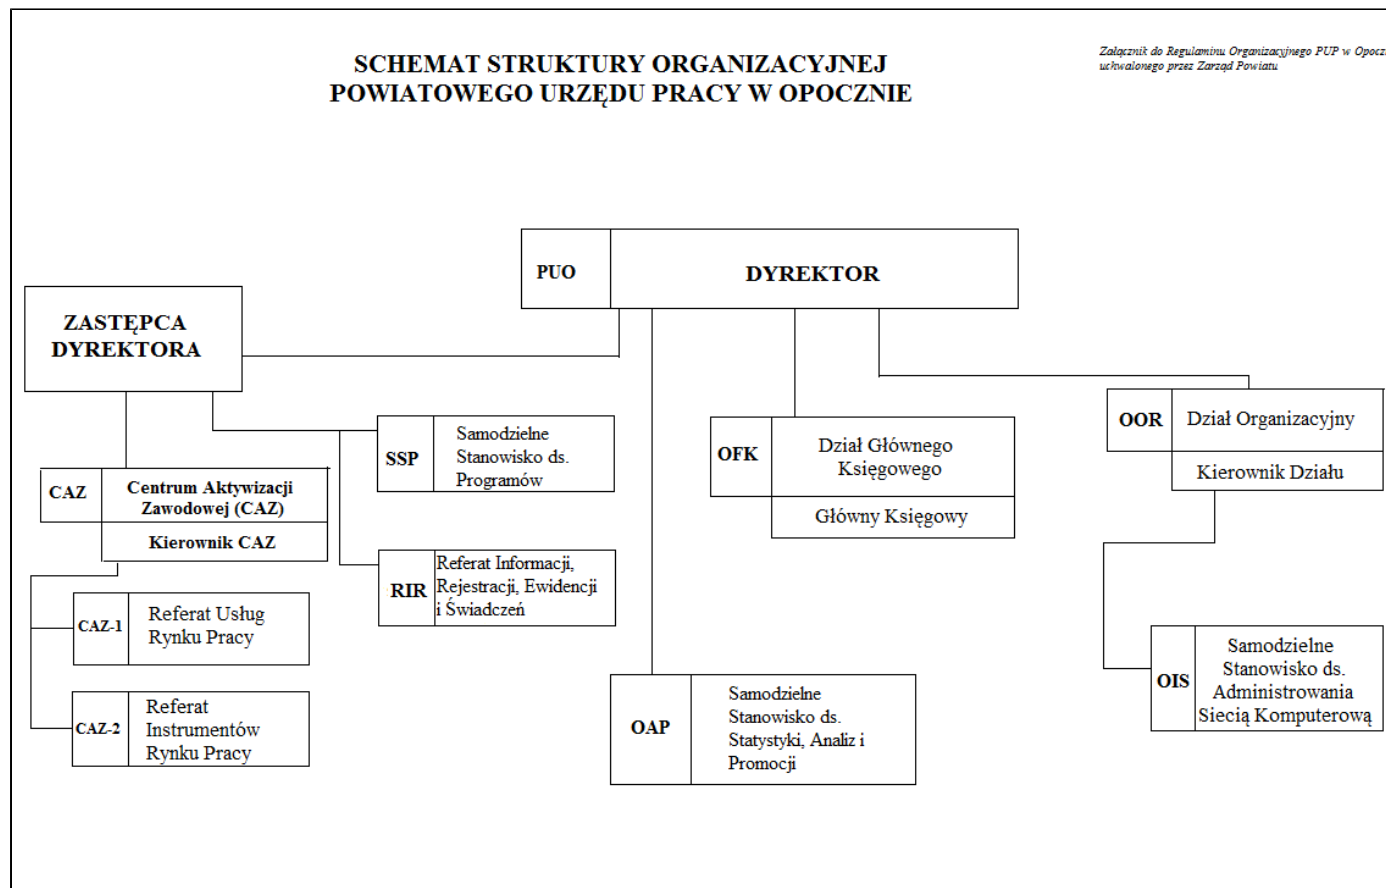 SCHEMAT STRUKTURY ORGANIZACYJNEJ
POWIATOWEGO URZĘDU PRACY W OPOCZNIE
Załącznik do Regulaminu Organizacyjnego PUP w Opocz
uchwalonego przez Zarząd Powiatu
PUO
DYREKTOR
ZASTĘPCA
DYREKTORA
SSP
Samodzielne
Stanowisko ds.
Programów
CAZ
Centrum Aktywizacji
Zawodowej (CAZ)
Kierownik CAZ
RIR
Referat Informacji,
Rejestracji, Ewidencji
i Świadczeń
CAZ-1
Referat Usług
Rynku Pracy
CAZ-2
Referat
Instrumentów
Rynku Pracy
OAP
Samodzielne
Stanowisko ds.
Statystyki, Analiz i
Promocji
OFK
Dział Głównego
Księgowego
Główny Księgowy
OOR
Dział Organizacyjny
Kierownik Działu
OIS
Samodzielne
Stanowisko ds.
Administrowania
Siecią Komputerową